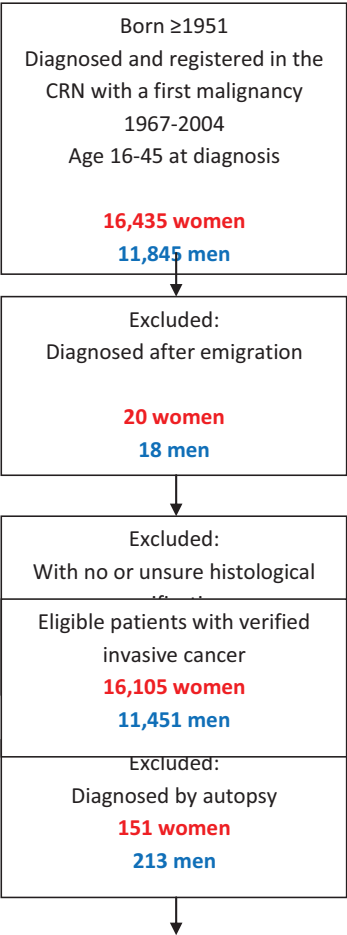 Born ≥1951
Diagnosed and registered in the
CRN with a first malignancy
1967-2004
Age 16-45 at diagnosis
16,435 women
11,845 men
Excluded:
Diagnosed after emigration
20 women
18 men
Excluded:
With no or unsure histological
Eligible patients with verified
invasive cancer
16,105 women
11,451 men
Excluded:
Diagnosed by autopsy
151 women
213 men